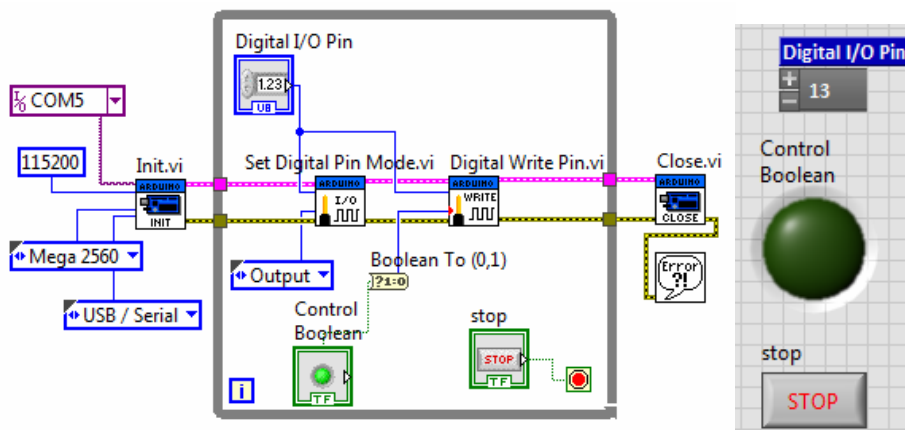 Digital I/O Pin
1.23
U8
I/O COM5
115200
Init.vi
ARDUINO
INIT
Mega 2560
USB / Serial
Set Digital Pin Mode.vi
ARDUINO
I/O
Digital Write Pin.vi
ARDUINO
WRITE
Close.vi
ARDUINO
CLOSE
Error
?!
Output
Boolean To (0,1)
?1:0
Control
Boolean
TF
stop
STOP
TF
i
Digital I/O Pin
13
Control
Boolean
stop
STOP